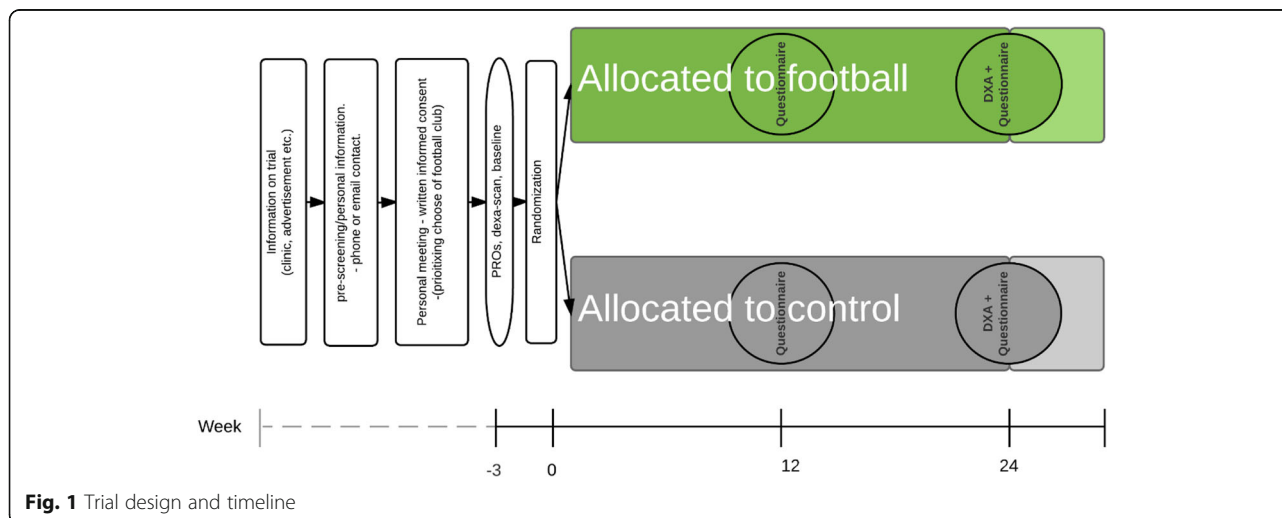 Information on trial
(clinic, advertisement etc.)
pre-screening/personal information.
- phone or email contact.
Personal meeting - written informed consent
-(prioitixing choose of football club)
PROs, dexa-scan, baseline
Randomization
Allocated to football
Questionnaire
DXA +
Questionnaire
Allocated to control
Questionnaire
DXA +
Questionnaire
Week
-3
0
12
24
Fig. 1 Trial design and timeline